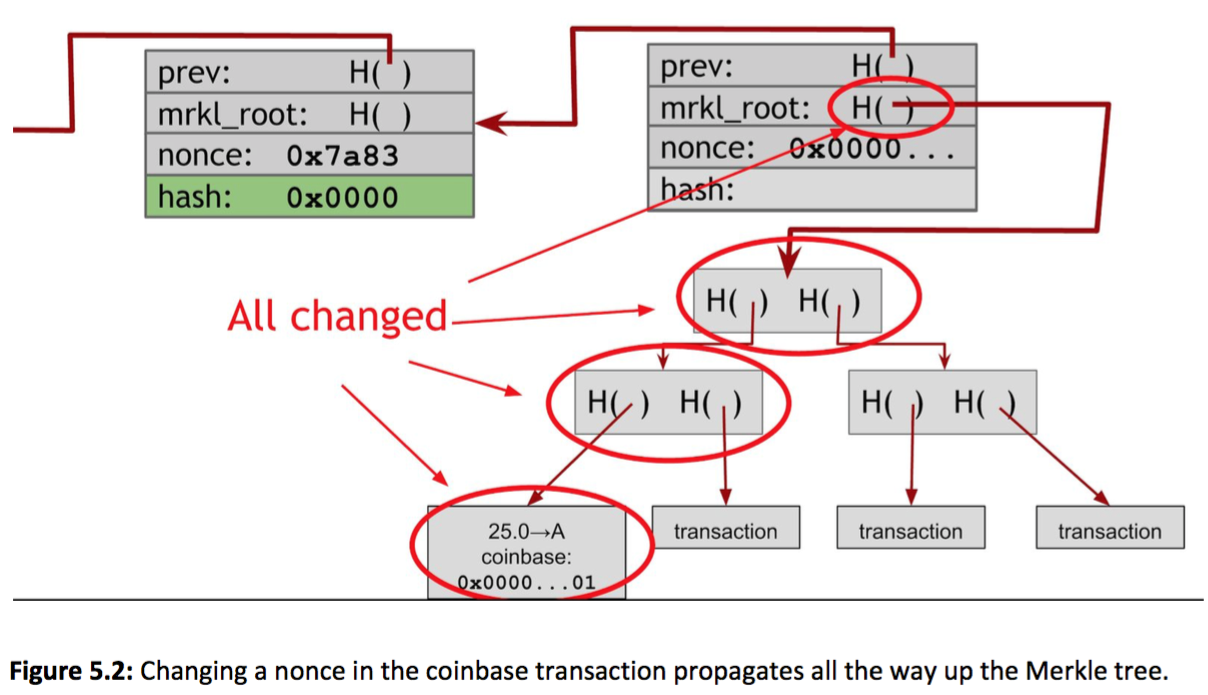 prev: H( )
mrkl_root: H( )
nonce: 0x7a83
hash: 0x0000
prev: H( )
mrkl_root: H( )
nonce: 0x0000...
hash:
All changed
H( ) H( )
H( ) H( )
H( ) H( )
25.0→A
coinbase:
0x0000...01
transaction
transaction
transaction
Figure 5.2: Changing a nonce in the coinbase transaction propagates all the way up the Merkle tree.